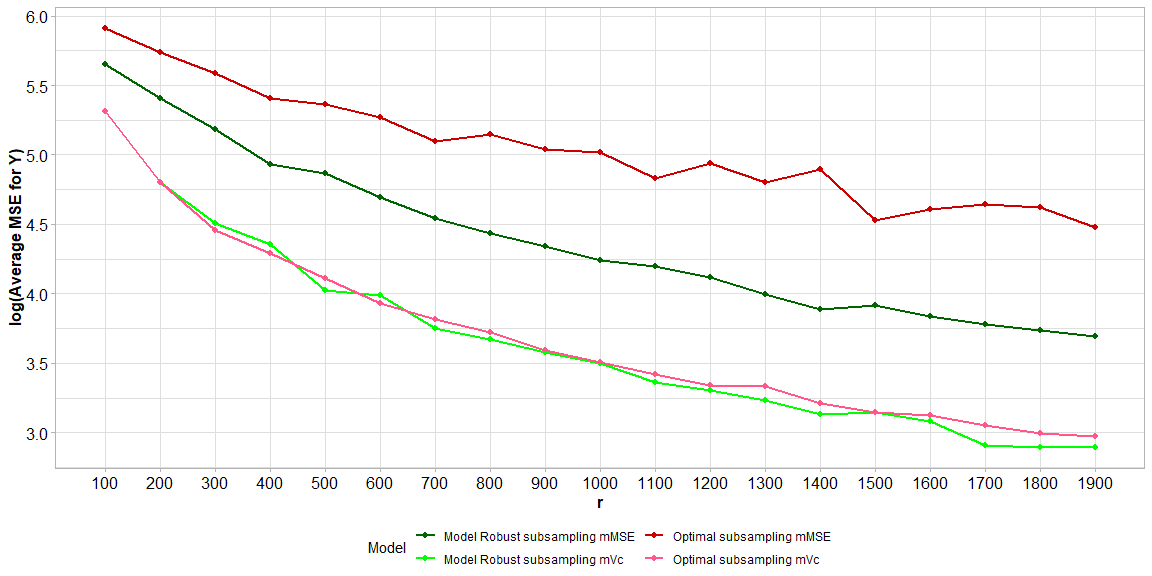 log(Average MSE for Y)
6.0
5.5
5.0
4.5
4.0
3.5
3.0
100 200 300 400 500 600 700 800 900 1000 1100 1200 1300 1400 1500 1600 1700 1800 1900
r
Model
Model Robust subsampling mMSE
Optimal subsampling mMSE
Model Robust subsampling mVc
Optimal subsampling mVc